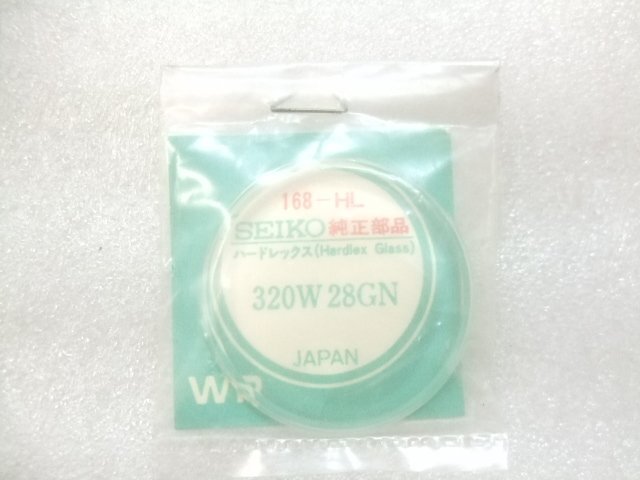 168-HL
SEIKO 純正部品
ハードレックス(Hardlex Glass)
320W 28GN
JAPAN
WR